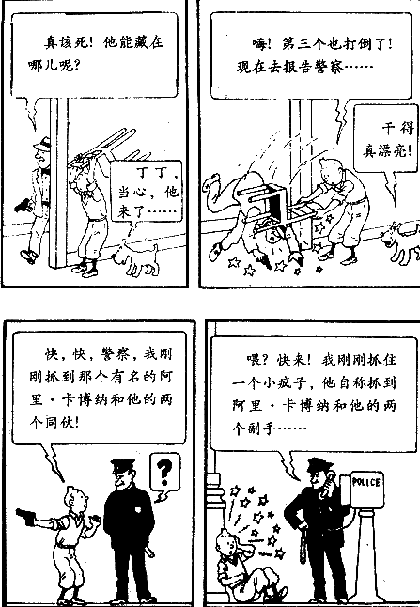 真该死！他能藏在
哪儿呢？
丁丁，
当心，他
来了……
嗨！第三个也打倒了！
现在去报告警察……
干得
真漂亮！
快，快，警察，我刚
刚抓到那个有名的阿
里·卡博纳和他的两
个同伙！
？
喂？快来！我刚刚抓住
一个小疯子，他自称抓到
阿里·卡博纳和他的两
个副手……
POLICE